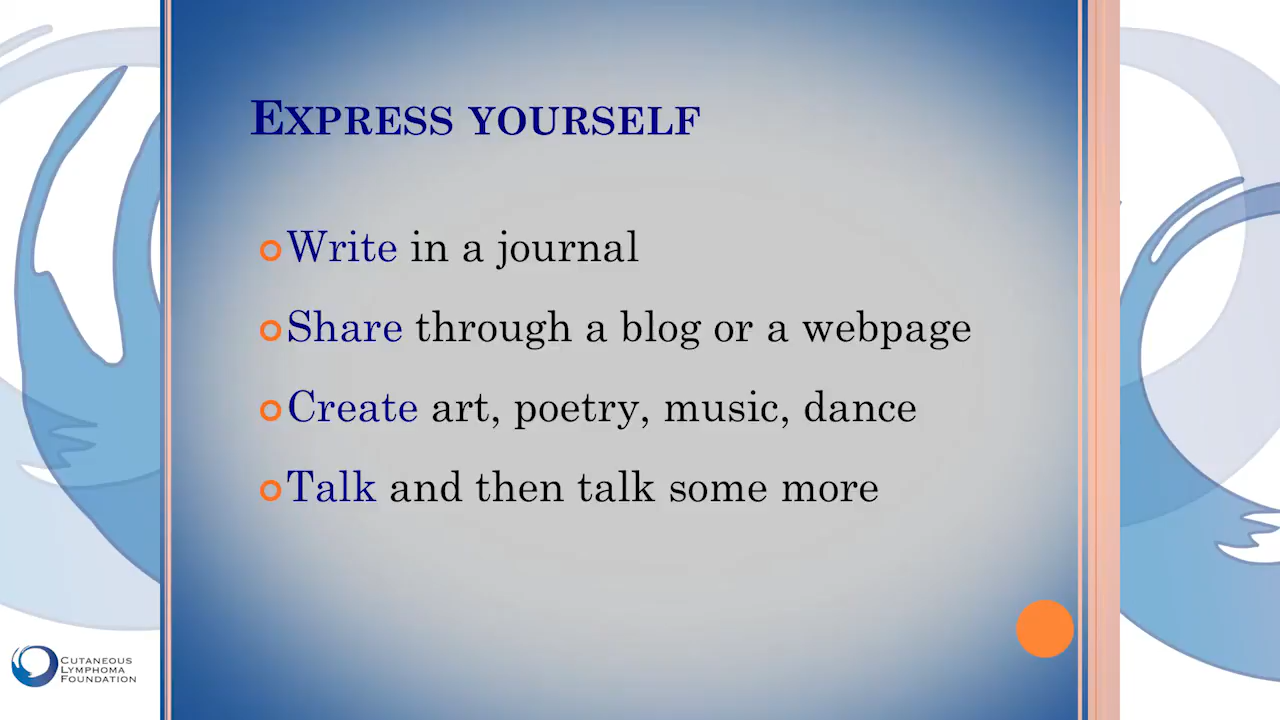 EXPRESS YOURSELF
Write in a journal
Share through a blog or a webpage
Create art, poetry, music, dance
Talk and then talk some more
CUTANEOUS
LYMPHOMA
FOUNDATION